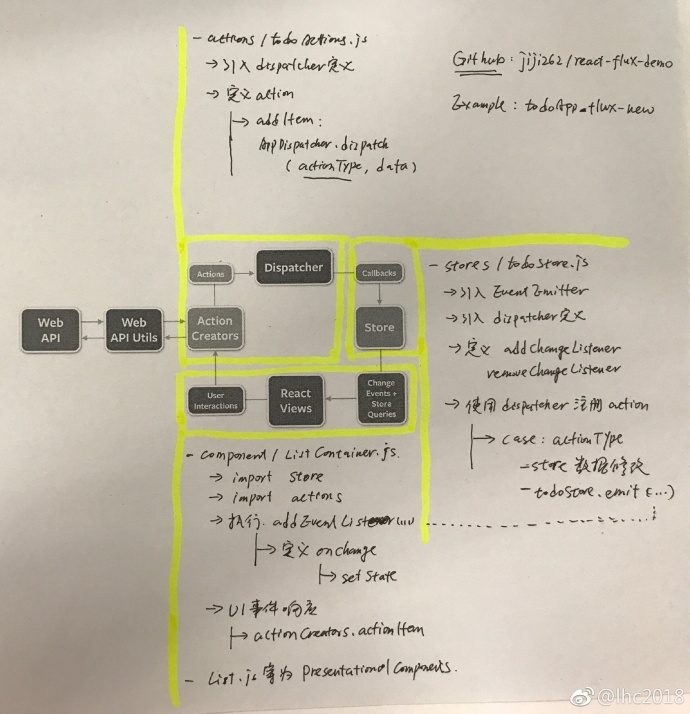 - actions / todoActions.js
→ 引入 dispatcher 定义
→ 定义 action
→ addItem :
AppDispatcher.dispatch
( actionType, data )
Github : jiji262/react-flux-demo
Example : todoApp-flux-new
Actions
Dispatcher
Callbacks
Web API
Web API Utils
Action Creators
Store
User Interactions
React Views
Change Events + Store Queries
- stores / todoStore.js
→ 引入 EventEmitter
→ 引入 dispatcher 定义
→ 定义 addChangeListener
removeChangeListener
→ 使用 dispatcher 注册 action
→ case : actionType
- store 数据修改
- todoStore.emit (...)
- component / ListContainer.js.
→ import store
→ import actions
→ 执行. addEventListener ...
→ 定义 onchange
→ setState
→ UI事件响应
→ actionCreators.actionItem
- List.js 写为 Presentational Components.
@lhc2018